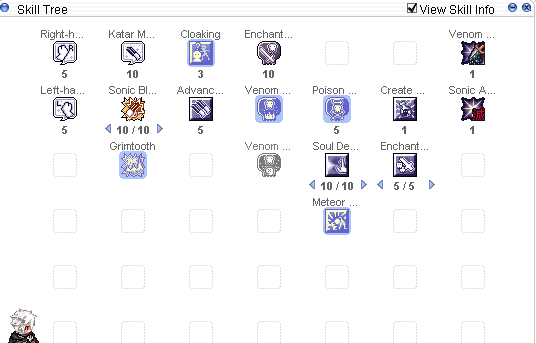 Skill Tree View Skill Info
Right-h... Katar M... Cloaking Enchant... Venom ...
5 10 3 10 1
Left-ha... Sonic Bl... Advanc... Venom ... Poison ... Create ... Sonic A...
5 10 / 10 5 5 1 1
Grimtooth Venom ... Soul De... Enchant...
10 / 10 5 / 5
Meteor ...